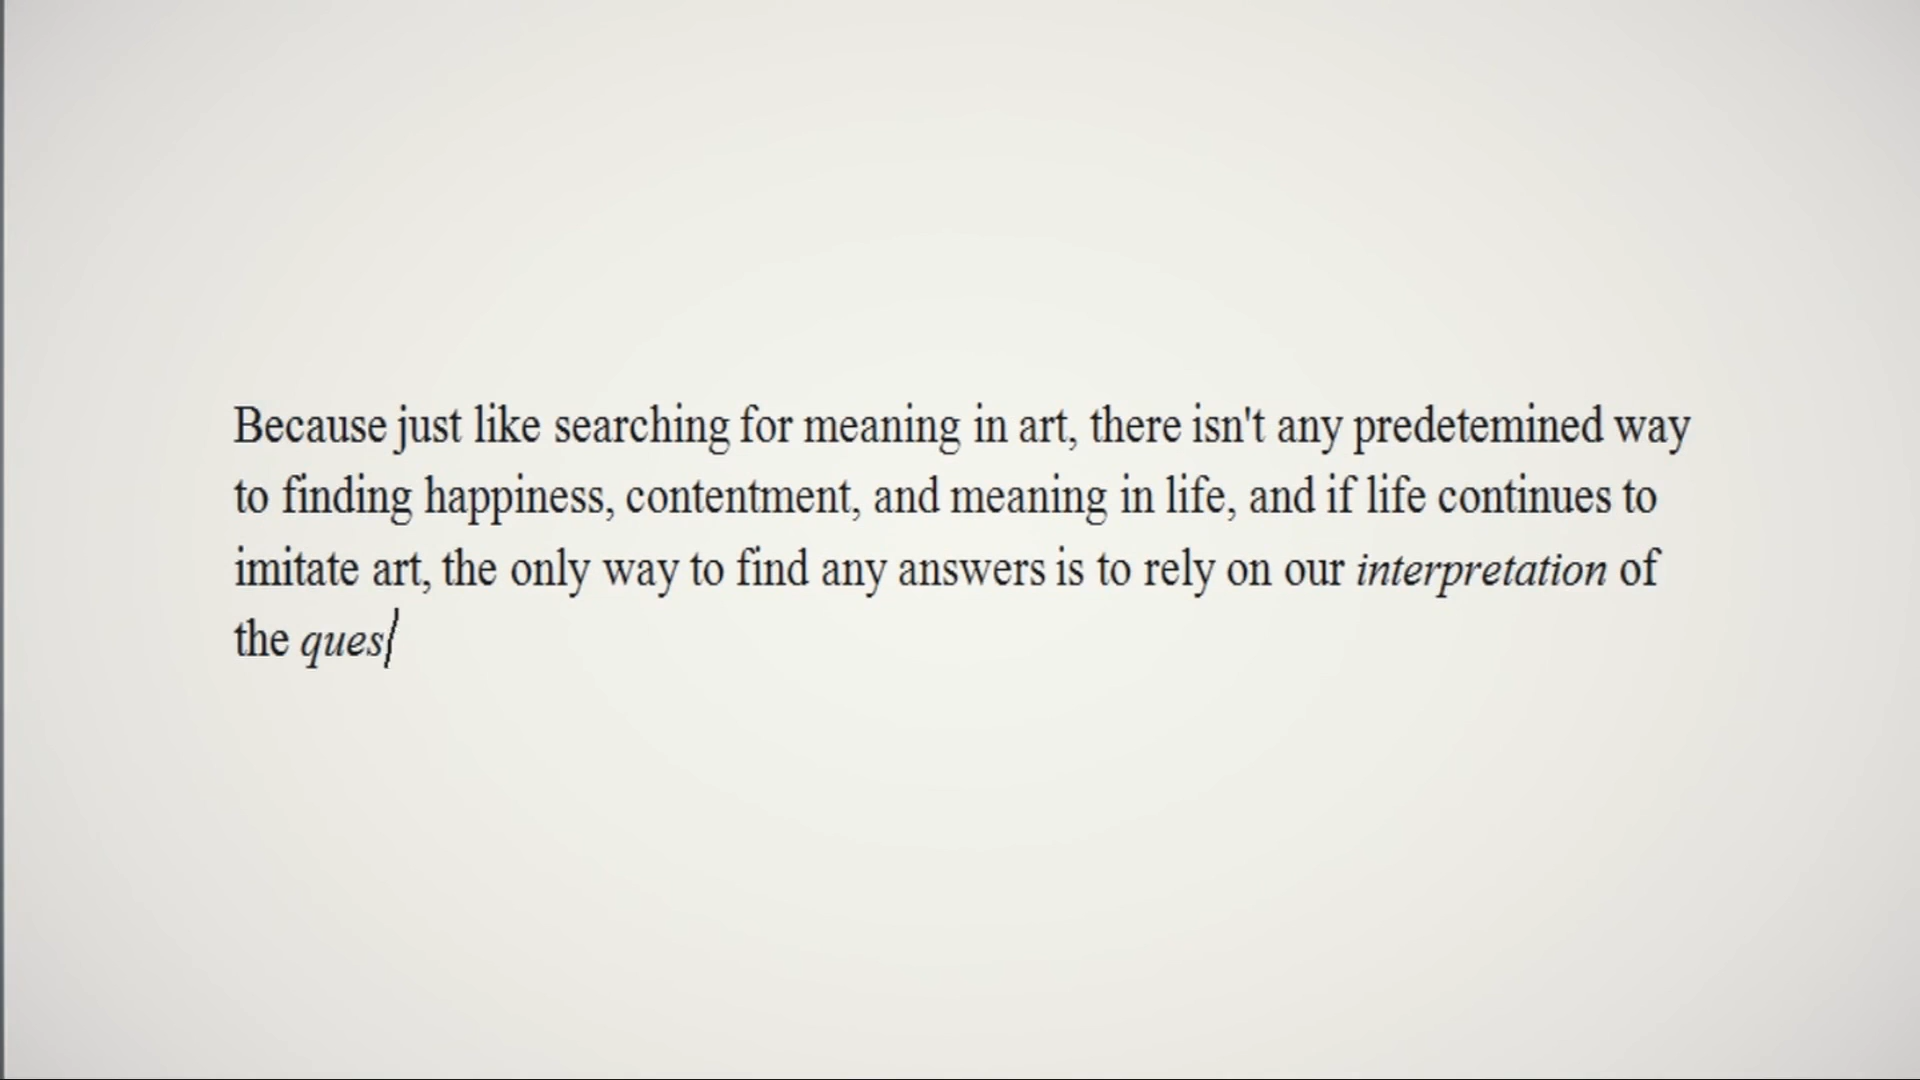 Because just like searching for meaning in art, there isn't any predetemined way
to finding happiness, contentment, and meaning in life, and if life continues to
imitate art, the only way to find any answers is to rely on our interpretation of
the ques